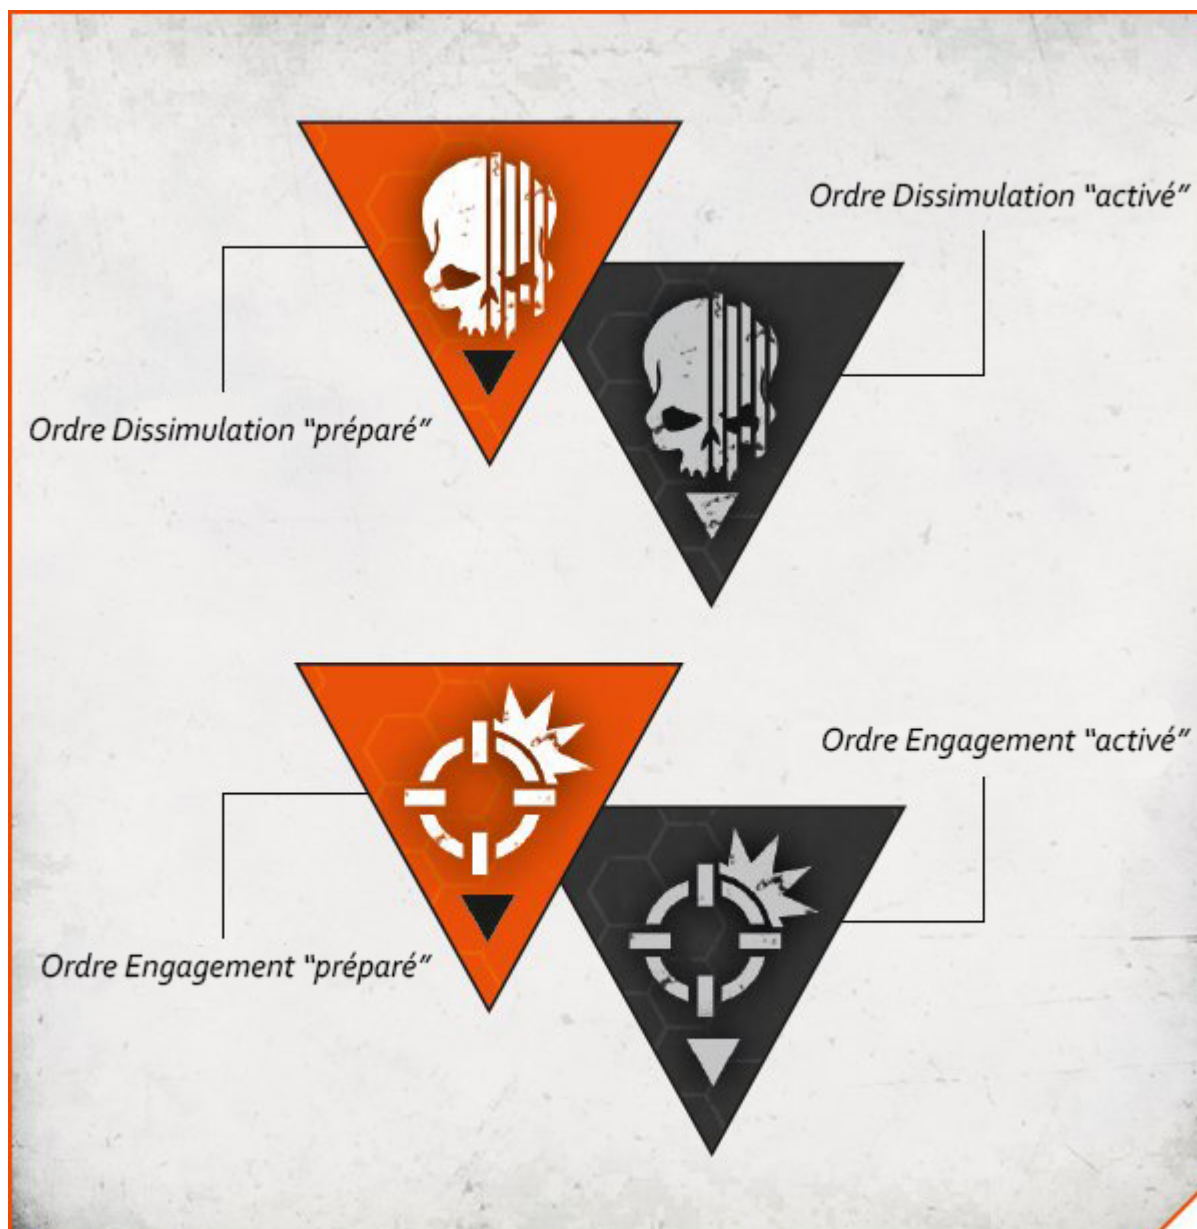 Ordre Dissimulation “activé”
Ordre Dissimulation “préparé”
Ordre Engagement “activé”
Ordre Engagement “préparé”